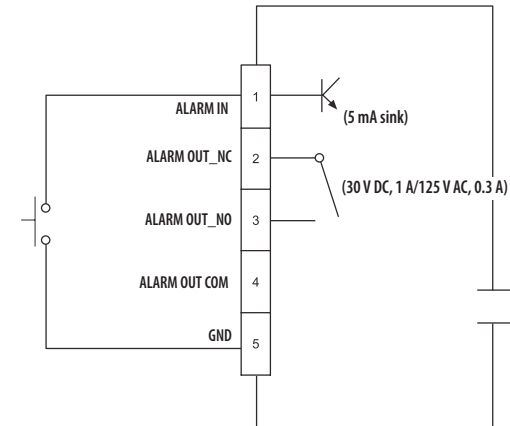 ALARM IN
1
(5 mA sink)
ALARM OUT_NC
2
(30 V DC, 1 A/125 V AC, 0.3 A)
ALARM OUT_NO
3
ALARM OUT COM
4
GND
5